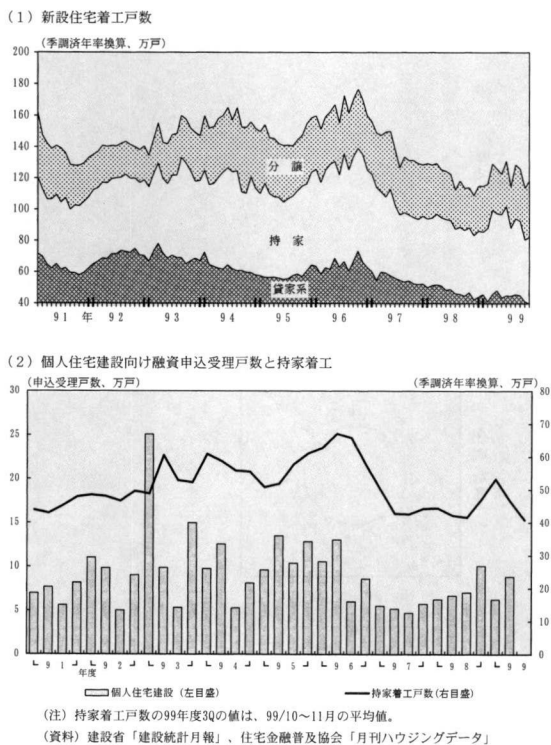 （１）新設住宅着工戸数
（季調済年率換算、万戸）
200
180
160
140
120
100
80
60
40
分 譲
持 家
貸家系
91 年 92 93 94 95 96 97 98 99
（２）個人住宅建設向け融資申込受理戸数と持家着工
（申込受理戸数、万戸） （季調済年率換算、万戸）
30 80
25 70
20 60
15 50
10 40
5 30
0 20
10
0
91 92 93 94 95 96 97 98 99
年度
個人住宅建設（左目盛） 持家着工戸数（右目盛）
（注）持家着工戸数の99年度3Qの値は、99/10～11月の平均値。
（資料）建設省「建設統計月報」、住宅金融普及協会「月刊ハウジングデータ」